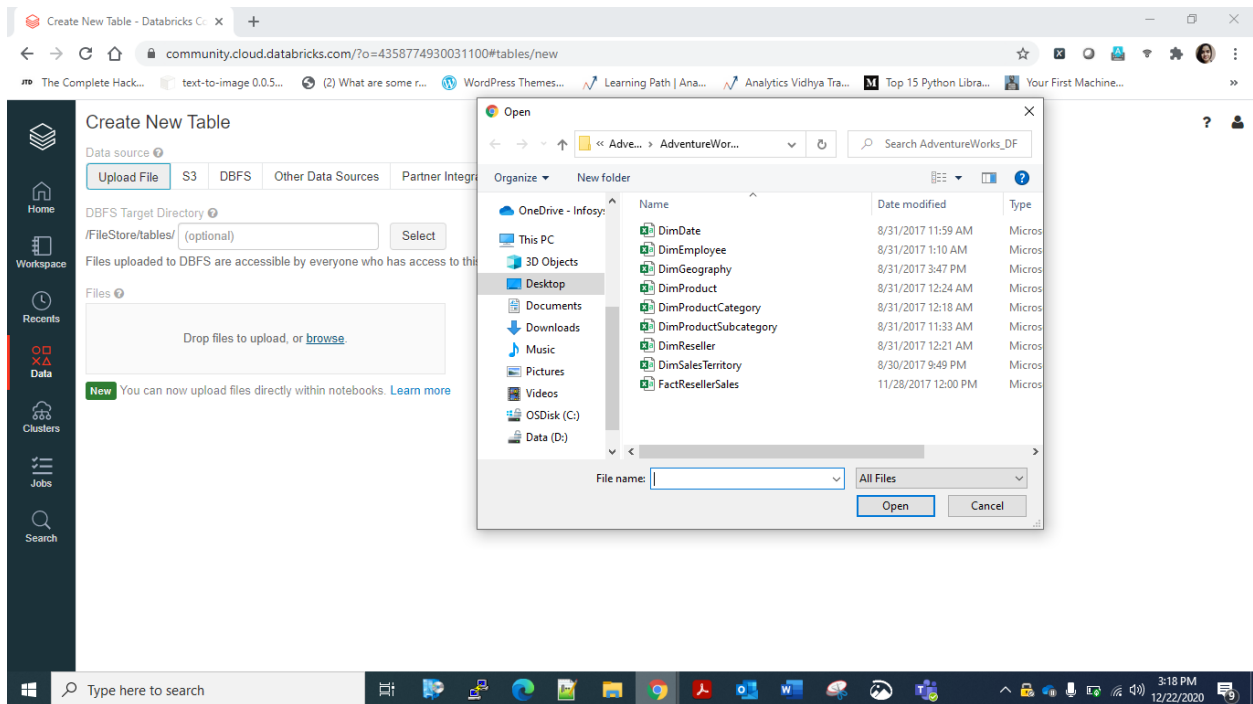 Create New Table - Databricks Co
community.cloud.databricks.com/?o=4358774930031100#tables/new
JTD The Complete Hack... text-to-image 0.0.5... (2) What are some r... WordPress Themes... Learning Path | Ana... Analytics Vidhya Tra... M Top 15 Python Libra... Your First Machine... »
Create New Table
?
Data source
Upload File S3 DBFS Other Data Sources Partner Integra
DBFS Target Directory
/FileStore/tables/ (optional) Select
Files uploaded to DBFS are accessible by everyone who has access to this
Files
Drop files to upload, or browse.
New You can now upload files directly within notebooks. Learn more
Home
Workspace
Recents
Data
Clusters
Jobs
Search
Open
« Adve... › AdventureWor... Search AdventureWorks_DF
Organize New folder
OneDrive - Infosys
This PC
3D Objects
Desktop
Documents
Downloads
Music
Pictures
Videos
OSDisk (C:)
Data (D:)
Name Date modified Type
DimDate 8/31/2017 11:59 AM Micros
DimEmployee 8/31/2017 1:10 AM Micros
DimGeography 8/31/2017 3:47 PM Micros
DimProduct 8/31/2017 12:24 AM Micros
DimProductCategory 8/31/2017 12:18 AM Micros
DimProductSubcategory 8/31/2017 11:33 AM Micros
DimReseller 8/31/2017 12:21 AM Micros
DimSalesTerritory 8/30/2017 9:49 PM Micros
FactResellerSales 11/28/2017 12:00 PM Micros
File name: All Files
Open Cancel
Type here to search
3:18 PM
12/22/2020
9